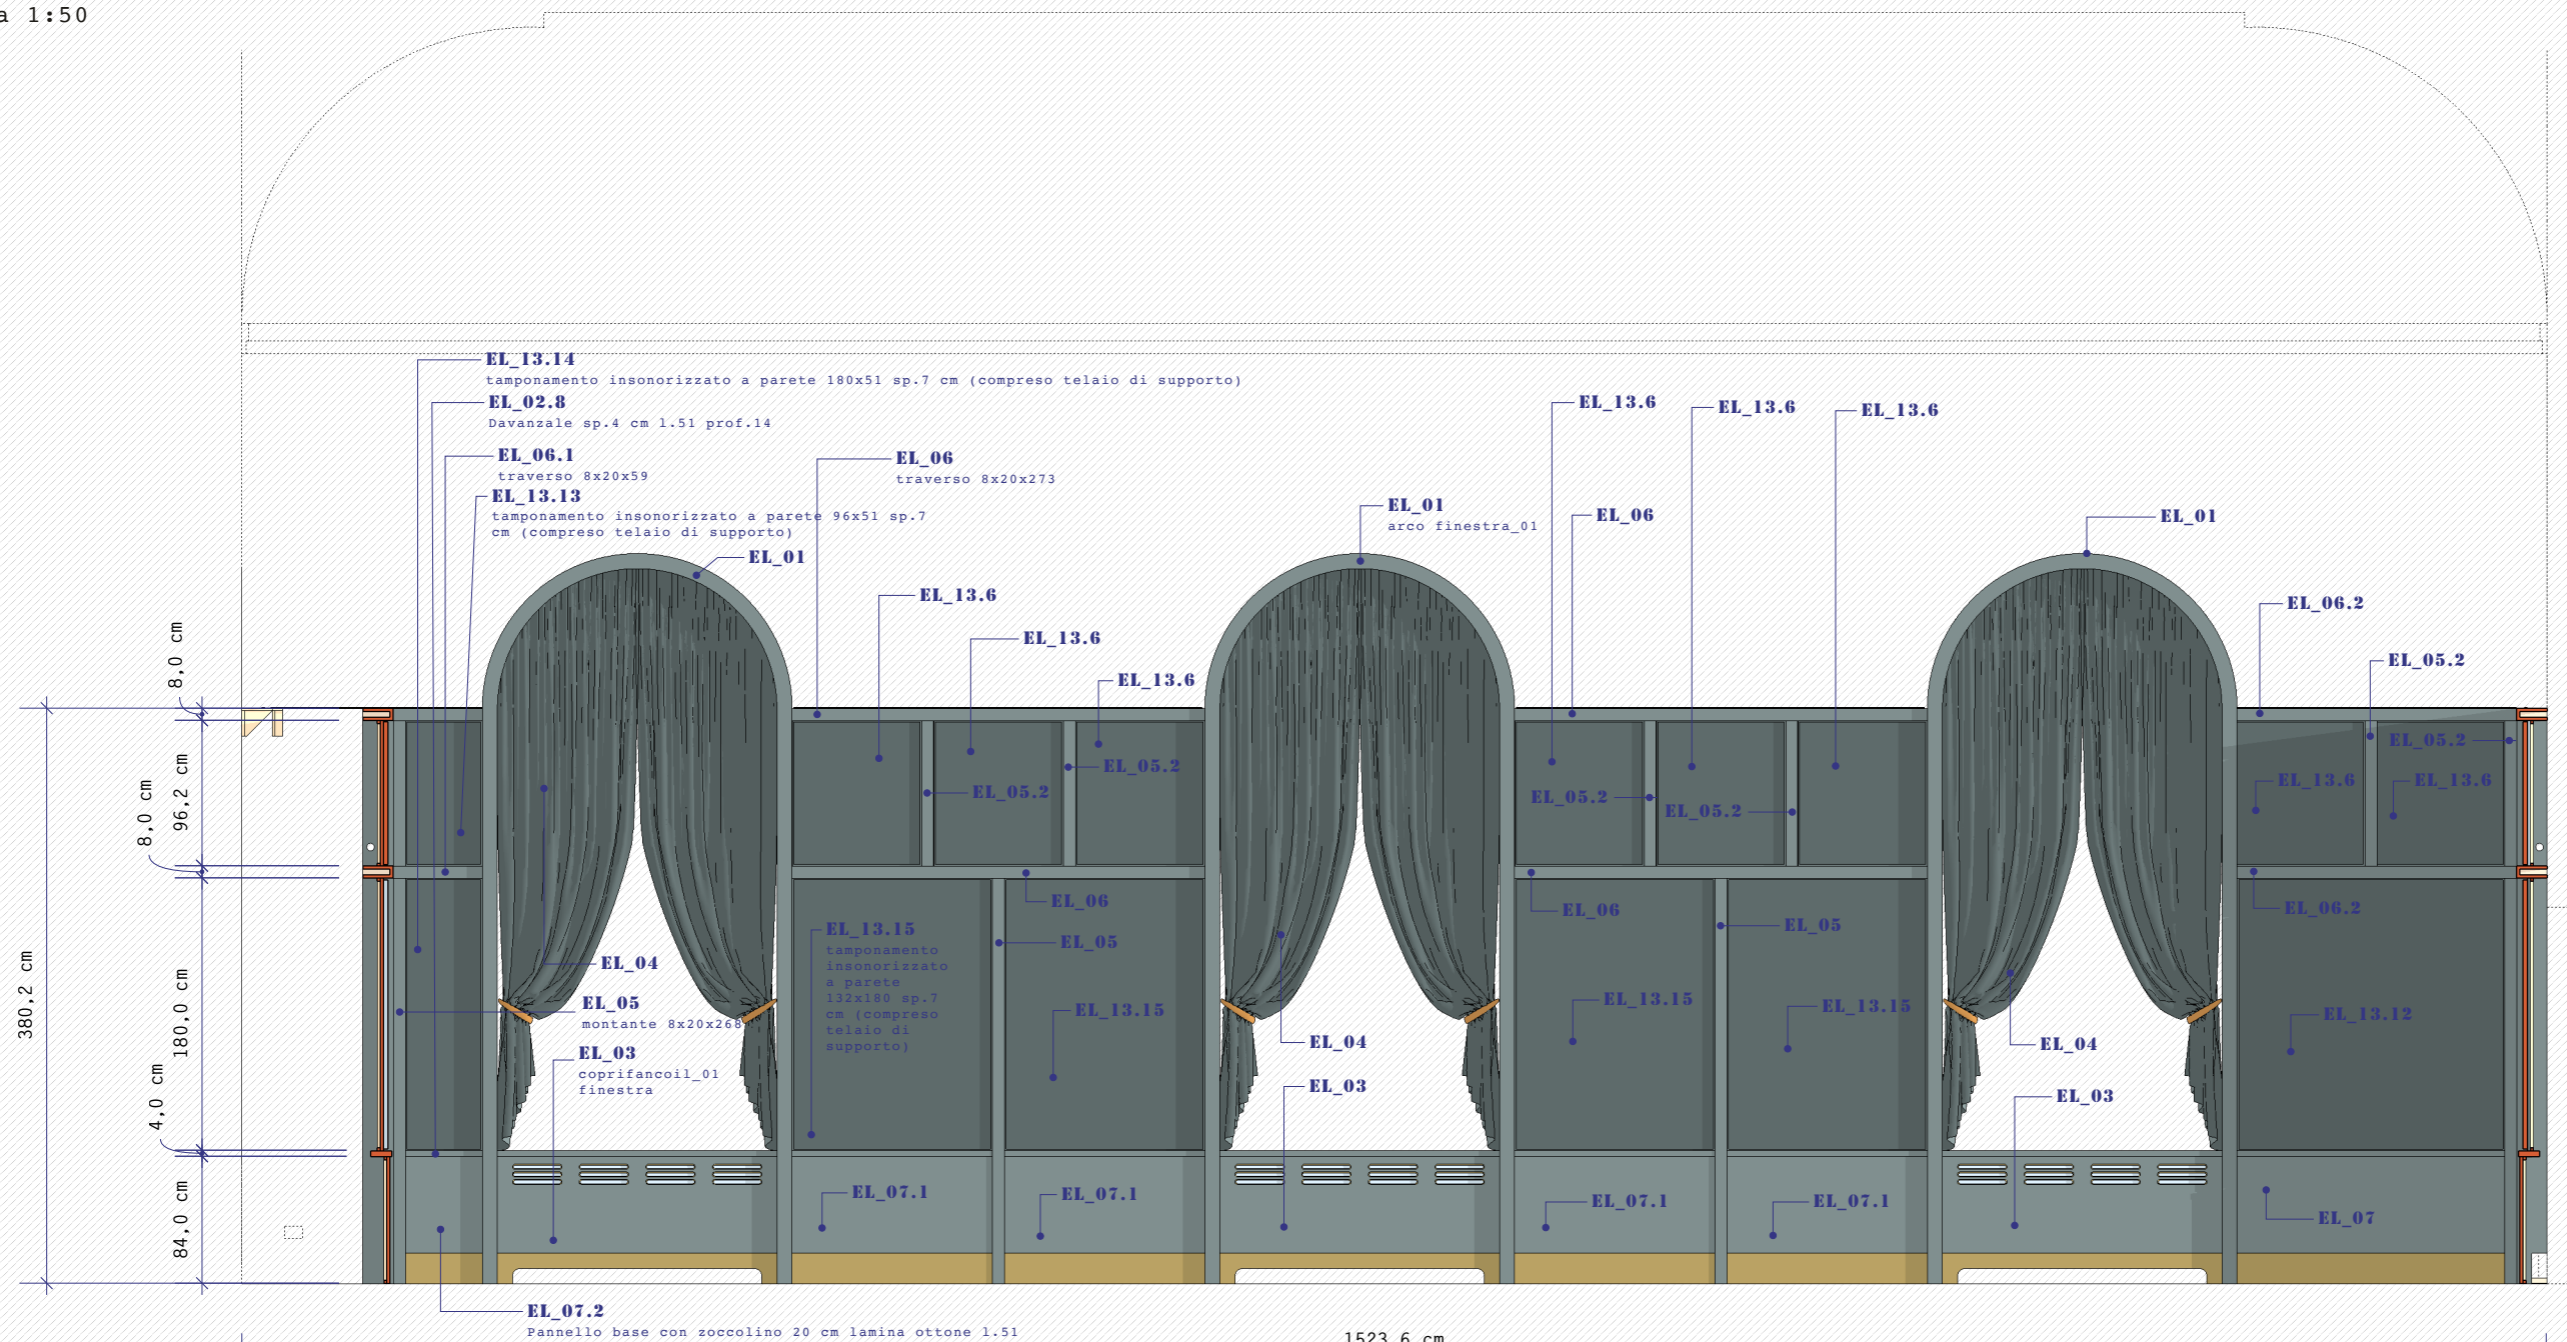 a 1:50
EL_13.14
tamponamento insonorizzato a parete 180x51 sp.7 cm (compreso telaio di supporto)
EL_02.8
Davanzale sp.4 cm l.51 prof.14
EL_06.1
traverso 8x20x59
EL_13.13
tamponamento insonorizzato a parete 96x51 sp.7
cm (compreso telaio di supporto)
EL_01
EL_06
traverso 8x20x273
EL_13.6
EL_13.6
EL_13.6
EL_01
arco finestra_01
EL_13.6
EL_13.6
EL_13.6
EL_06
EL_01
EL_06.2
EL_05.2
EL_05.2
EL_13.6
EL_13.6
EL_05.2
EL_05.2
EL_05.2
EL_05.2
8,0 cm
96,2 cm
8,0 cm
380,2 cm
180,0 cm
4,0 cm
84,0 cm
EL_06
EL_05
EL_06
EL_05
EL_06.2
EL_04
EL_05
montante 8x20x268
EL_03
coprifancoil_01
finestra
EL_13.15
tamponamento
insonorizzato
a parete
132x180 sp.7
cm (compreso
telaio di
supporto)
EL_13.15
EL_04
EL_03
EL_13.15
EL_13.15
EL_04
EL_03
EL_13.12
EL_07.1
EL_07.1
EL_07.1
EL_07.1
EL_07
EL_07.2
Pannello base con zoccolino 20 cm lamina ottone l.51
1523,6 cm